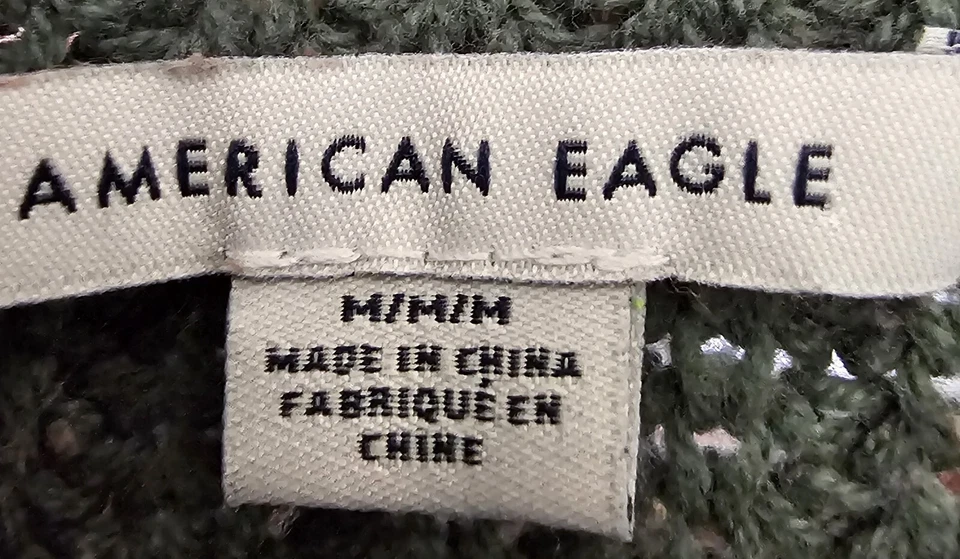 AMERICAN EAGLE
M/M/M
MADE IN CHINA
FABRIQUÉ EN
CHINE